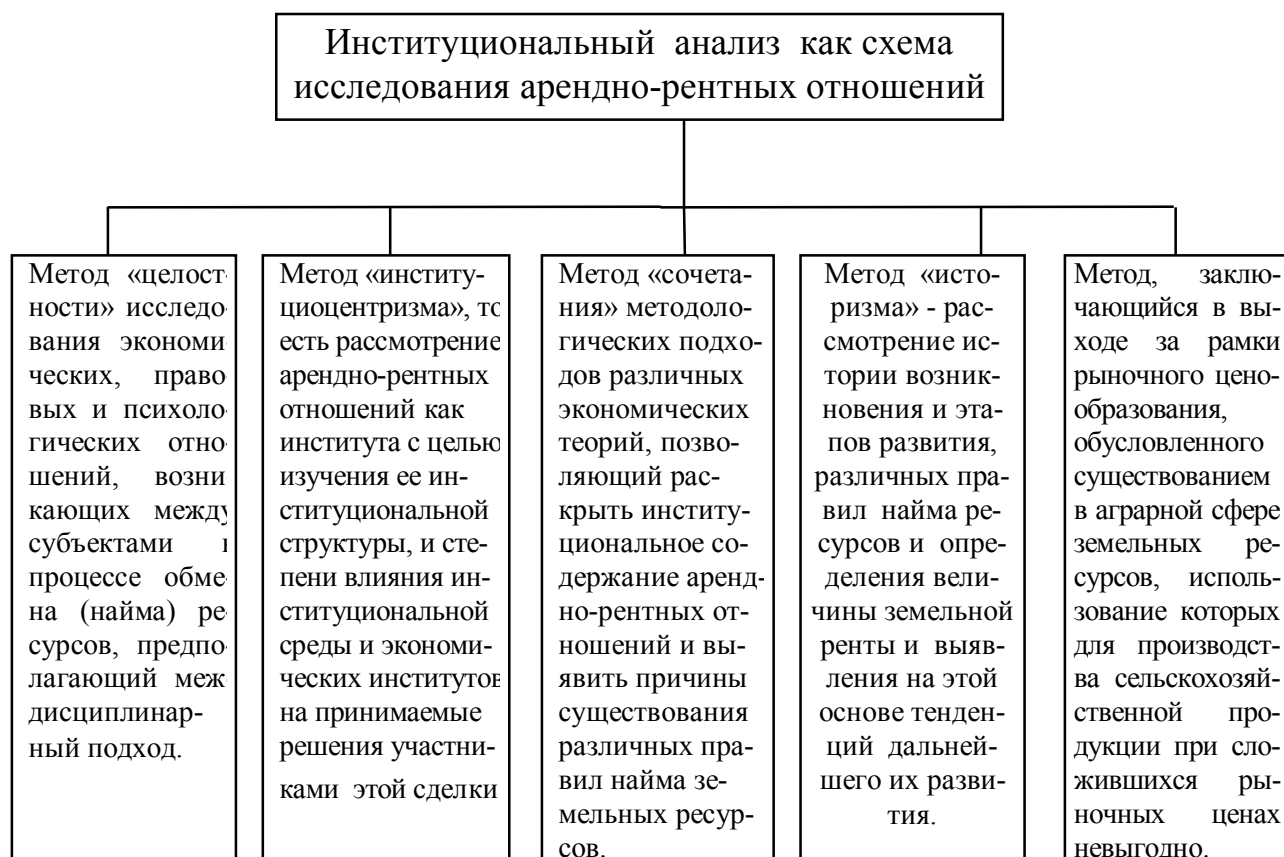 Институциональный анализ как схема
исследования арендно-рентных отношений
Метод «целост-
ности» исследо-
вания экономи-
ческих, право-
вых и психоло-
гических отно-
шений, возни-
кающих между
субъектами в
процессе обме-
на (найма) ре-
сурсов, предпо-
лагающий меж-
дисциплинар-
ный подход.
Метод «институ-
циоцентризма», то
есть рассмотрение
арендно-рентных
отношений как
института с целью
изучения ее ин-
ституциональной
структуры, и сте-
пени влияния ин-
ституциональной
среды и экономи-
ческих институтов
на принимаемые
решения участни-
ками этой сделки
Метод «сочета-
ния» методоло-
гических подхо-
дов различных
экономических
теорий, позво-
ляющий рас-
крыть институ-
циональное со-
держание аренд-
но-рентных от-
ношений и вы-
явить причины
существования
различных пра-
вил найма зе-
мельных ресур-
сов.
Метод «исто-
ризма» - рас-
смотрение ис-
тории возник-
новения и эта-
пов развития,
различных пра-
вил найма ре-
сурсов и опре-
деления вели-
чины земельной
ренты и выяв-
ления на этой
основе тенден-
ций дальней-
шего их разви-
тия.
Метод, заклю-
чающийся в вы-
ходе за рамки
рыночного цено-
образования,
обусловленного
существованием
в аграрной сфере
земельных ре-
сурсов, исполь-
зование которых
для производст-
ва сельскохозяй-
ственной про-
дукции при сло-
жившихся ры-
ночных ценах
невыгодно.